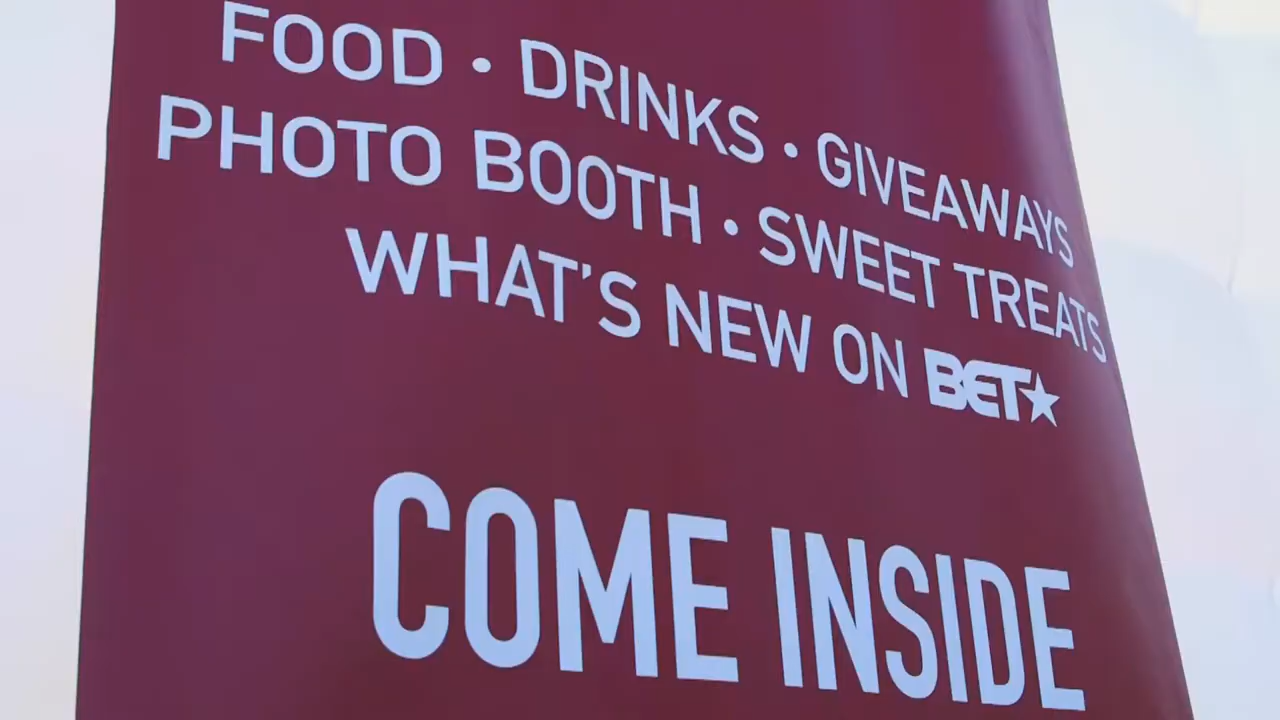 FOOD • DRINKS • GIVEAWAYS
PHOTO BOOTH • SWEET TREATS
WHAT'S NEW ON BET★
COME INSIDE